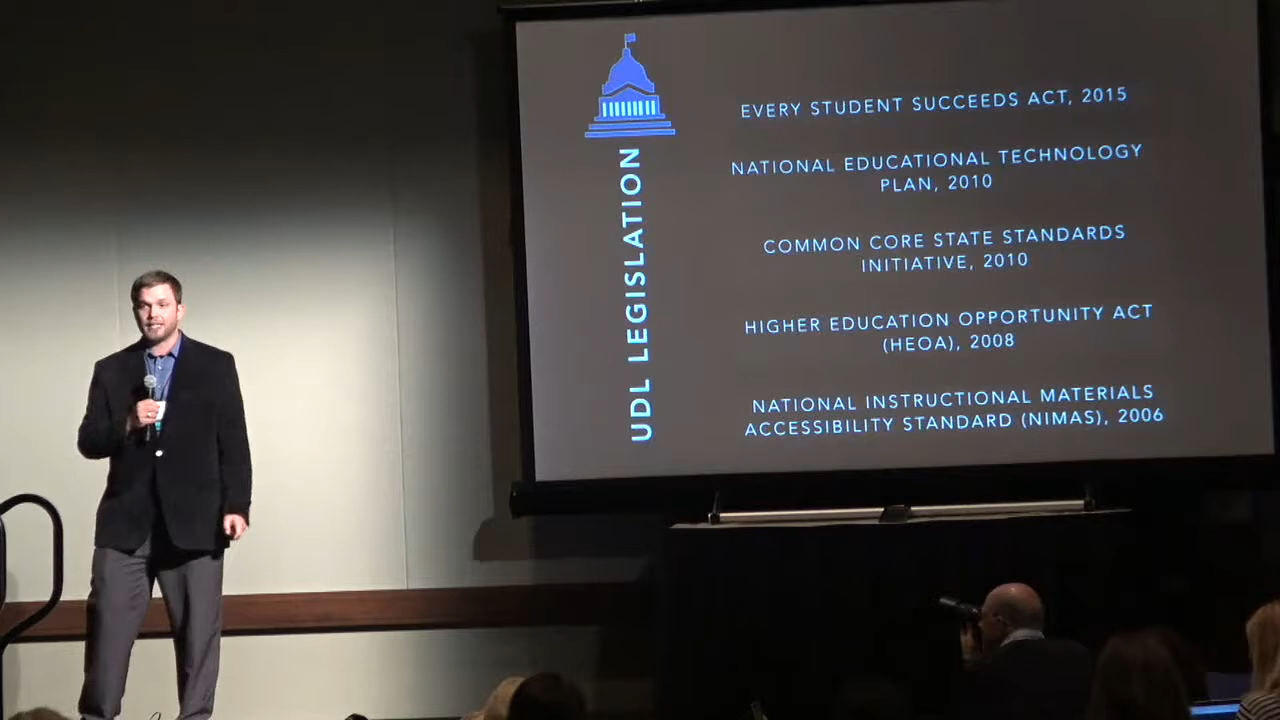 UDL LEGISLATION
EVERY STUDENT SUCCEEDS ACT, 2015
NATIONAL EDUCATIONAL TECHNOLOGY
PLAN, 2010
COMMON CORE STATE STANDARDS
INITIATIVE, 2010
HIGHER EDUCATION OPPORTUNITY ACT
(HEOA), 2008
NATIONAL INSTRUCTIONAL MATERIALS
ACCESSIBILITY STANDARD (NIMAS), 2006